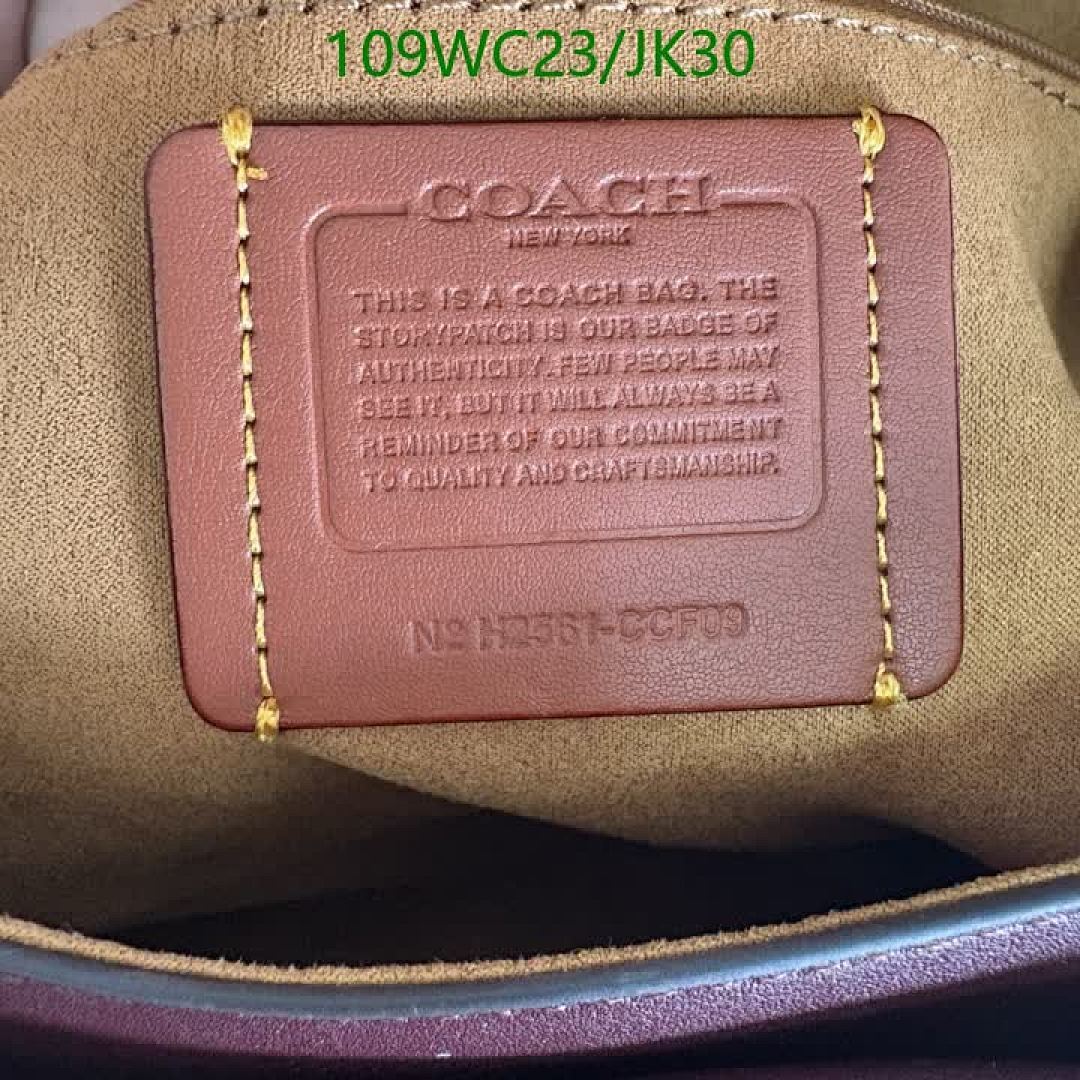 109WC23/JK30
COACH
NEW YORK
THIS IS A COACH BAG. THE
STORYPATCH IS OUR BADGE OF
AUTHENTICITY. FEW PEOPLE MAY
SEE IT, BUT IT WILL ALWAYS BE A
REMINDER OF OUR COMMITMENT
TO QUALITY AND CRAFTSMANSHIP.
Nº H2561-CCF09